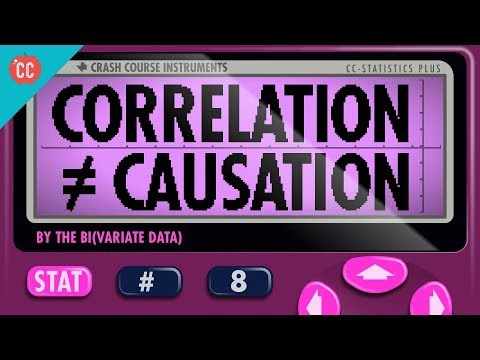 CC
CRASH COURSE INSTRUMENTS
CC-STATISTICS PLUS
CORRELATION
≠ CAUSATION
BY THE BI(VARIATE DATA)
STAT
#
8